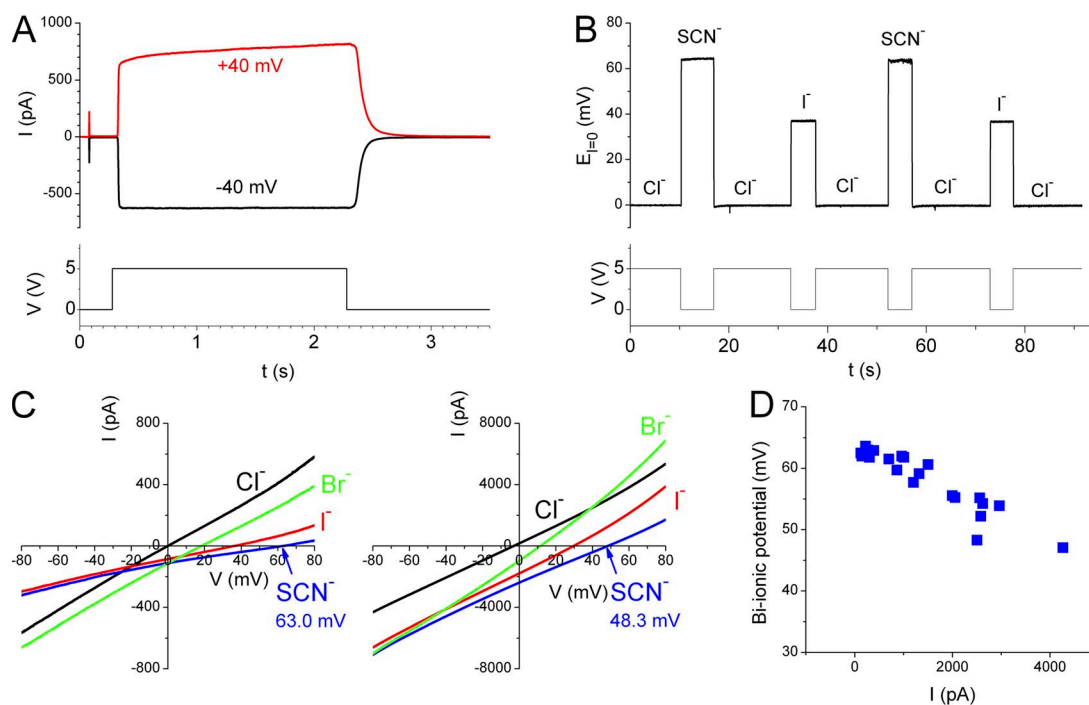 A
1000
500
0
-500
I (pA)
+40 mV
-40 mV
5
0
V (V)
0 1 2 3
t (s)
B
80
60
40
20
0
E_I=0 (mV)
SCN⁻ SCN⁻
I⁻ I⁻
Cl⁻ Cl⁻ Cl⁻ Cl⁻ Cl⁻
5
0
V (V)
0 20 40 60 80
t (s)
C
I (pA)
800
400
-400
-800
-80 -60 -40 -20 0 20 40 60 80
V (mV)
Cl⁻
Br⁻
I⁻
SCN⁻
63.0 mV
I (pA)
8000
4000
-4000
-8000
-80 -60 -40 -20 0 20 40 60 80
V (mV)
Br⁻
Cl⁻
I⁻
SCN⁻
48.3 mV
D
70
60
50
40
30
Bi-ionic potential (mV)
0 2000 4000
I (pA)